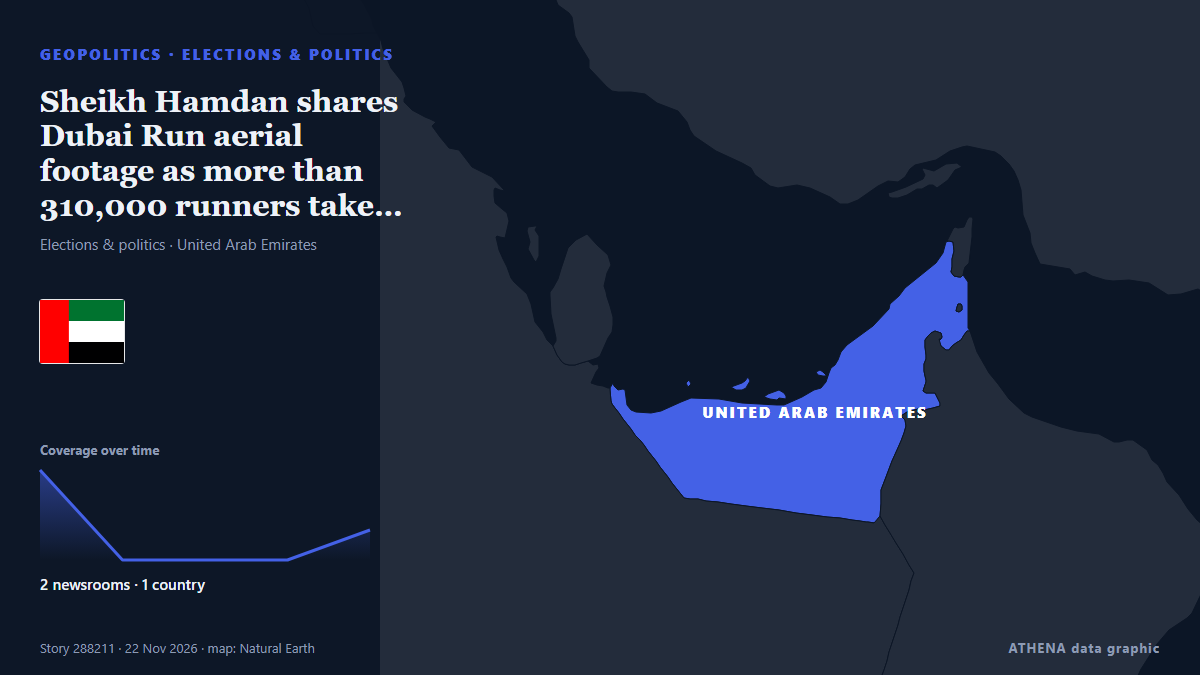 GEOPOLITICS · ELECTIONS & POLITICS
Sheikh Hamdan shares
Dubai Run aerial
footage as more than
310,000 runners take...
Elections & politics · United Arab Emirates
UNITED ARAB EMIRATES
Coverage over time
2 newsrooms · 1 country
Story 288211 · 22 Nov 2026 · map: Natural Earth
ATHENA data graphic